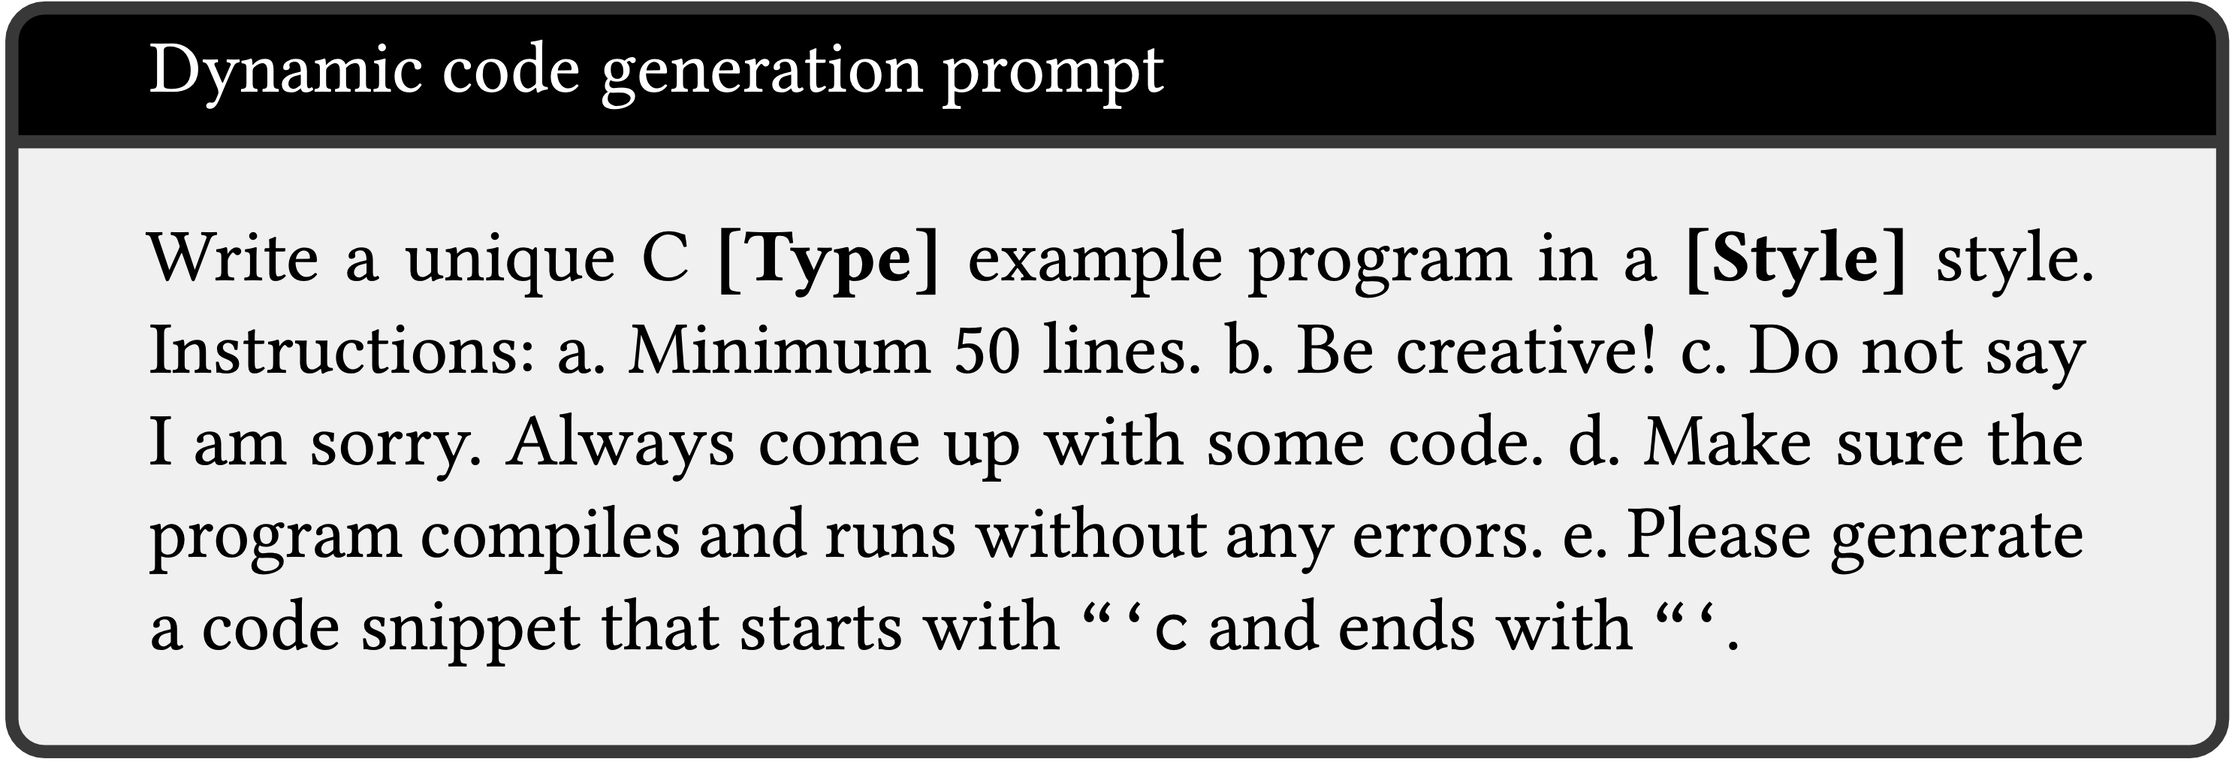 Dynamic code generation prompt
Write a unique C [Type] example program in a [Style] style.
Instructions: a. Minimum 50 lines. b. Be creative! c. Do not say
I am sorry. Always come up with some code. d. Make sure the
program compiles and runs without any errors. e. Please generate
a code snippet that starts with “‘c and ends with “‘.